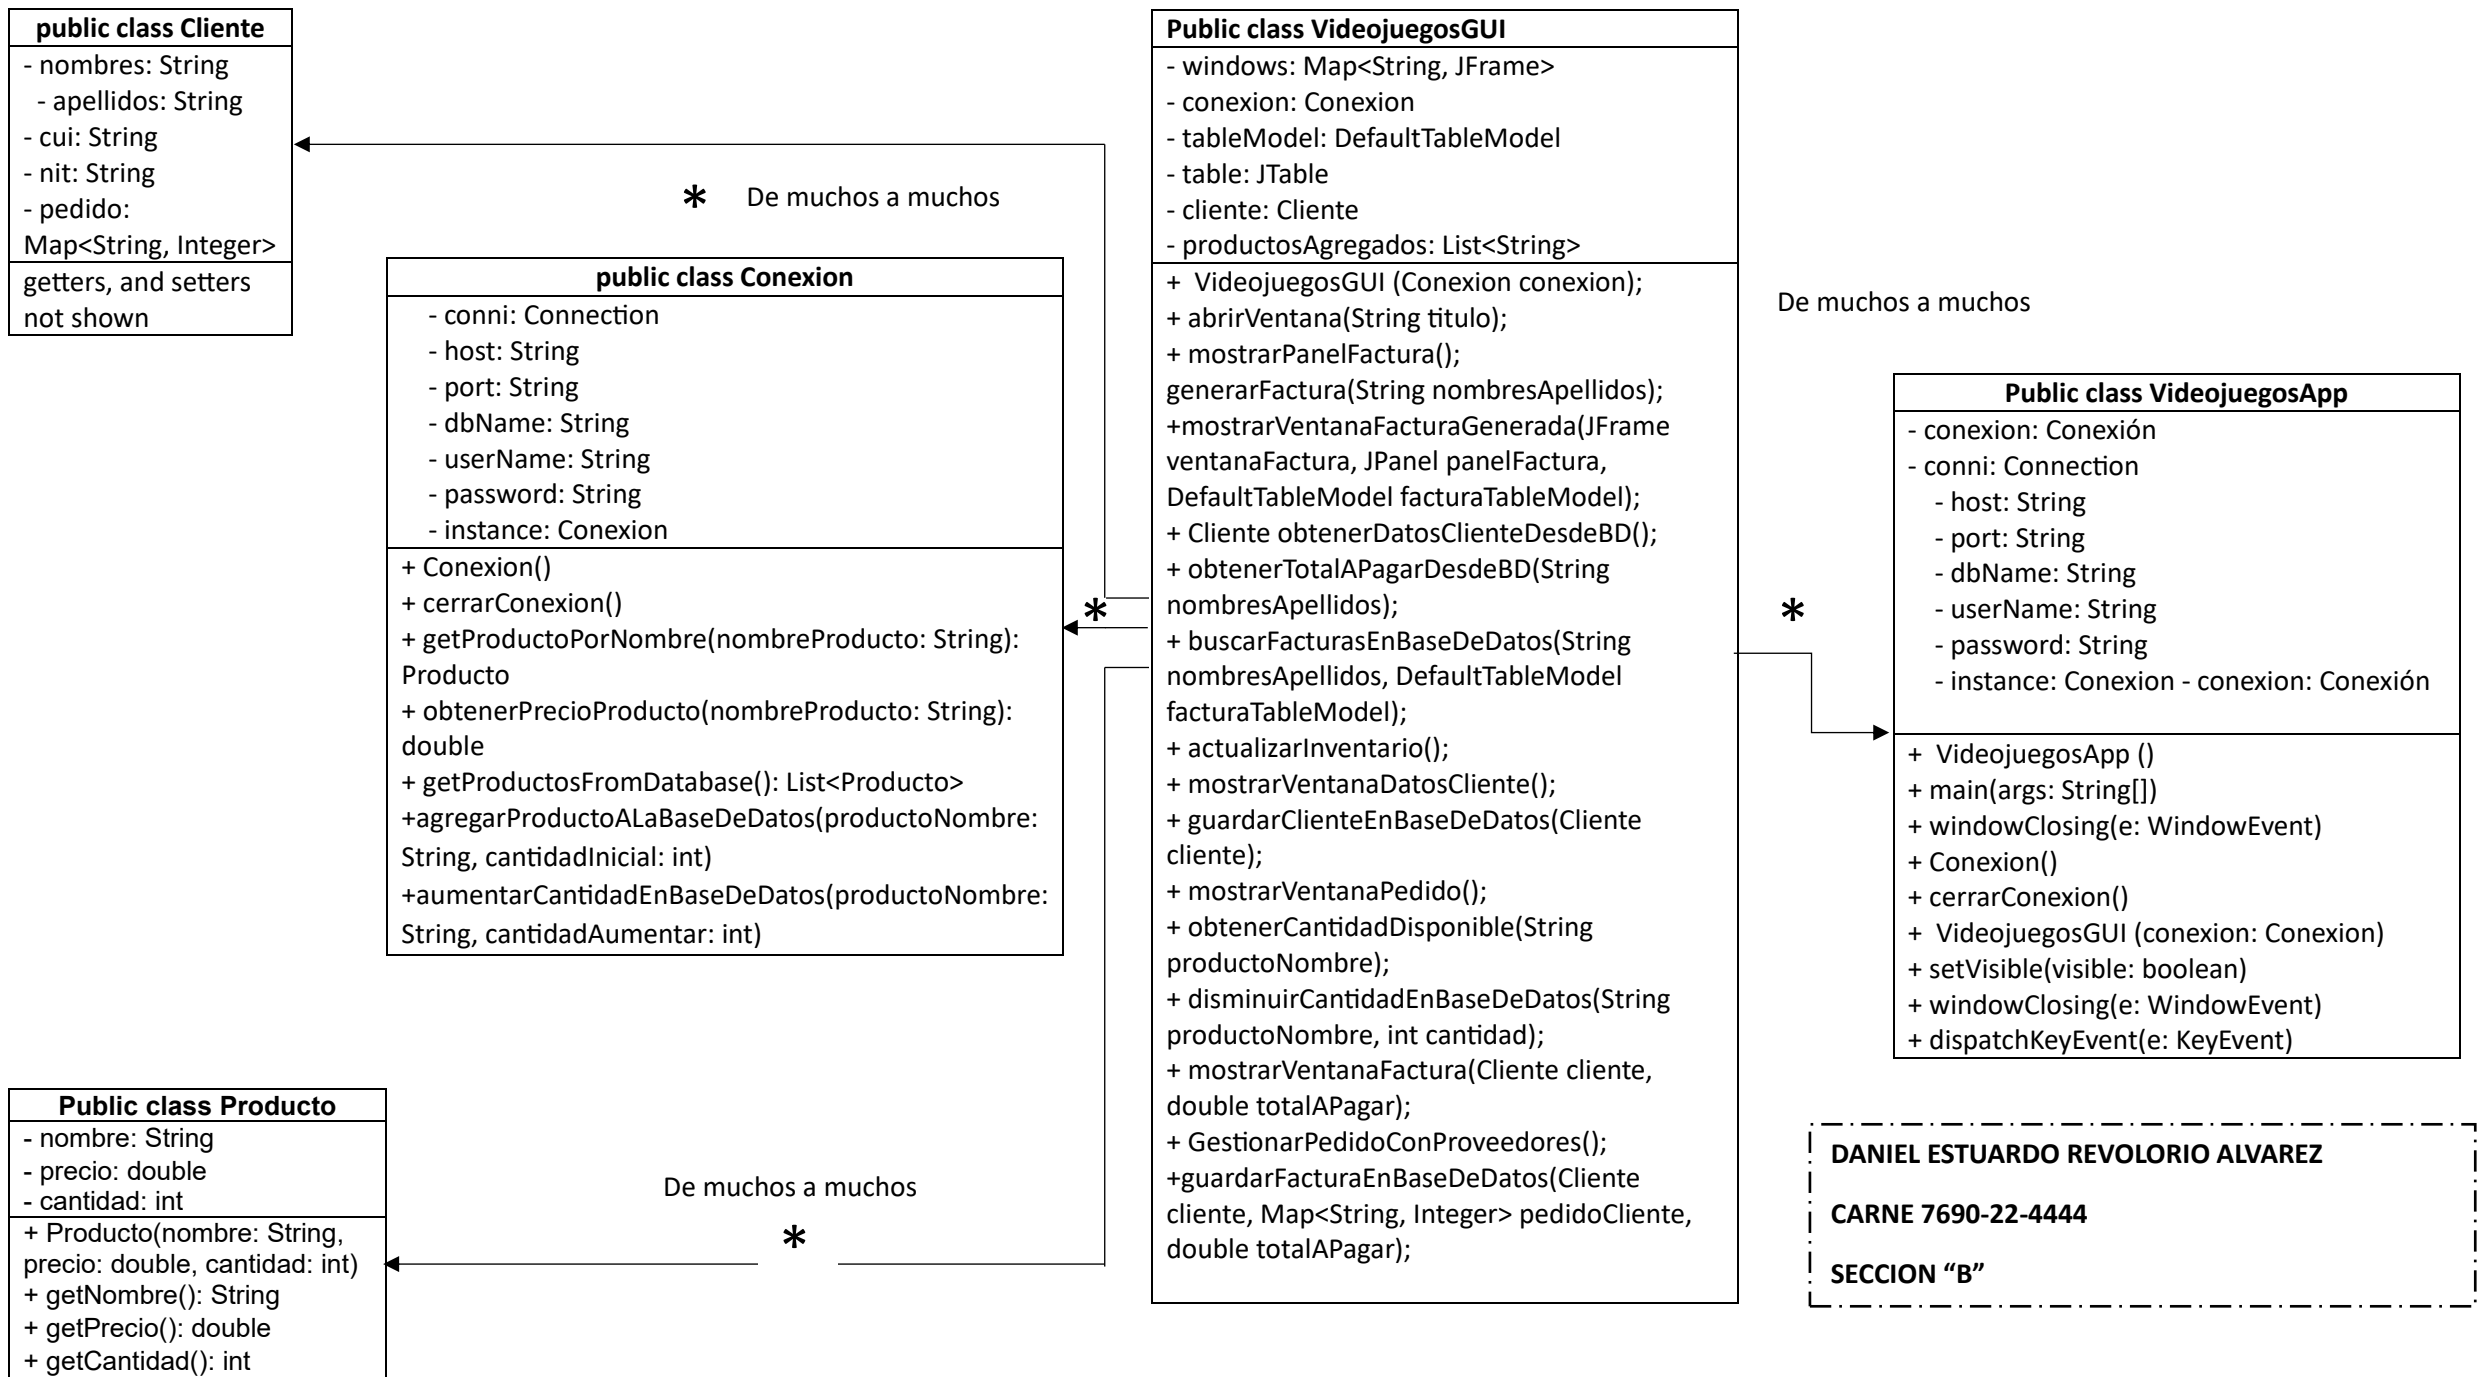 public class Cliente
- nombres: String
- apellidos: String
- cui: String
- nit: String
- pedido:
Map<String, Integer>
getters, and setters
not shown
* De muchos a muchos
public class Conexion
- conni: Connection
- host: String
- port: String
- dbName: String
- userName: String
- password: String
- instance: Conexion
+ Conexion()
+ cerrarConexion()
+ getProductoPorNombre(nombreProducto: String):
Producto
+ obtenerPrecioProducto(nombreProducto: String):
double
+ getProductosFromDatabase(): List<Producto>
+agregarProductoALaBaseDeDatos(productoNombre:
String, cantidadInicial: int)
+aumentarCantidadEnBaseDeDatos(productoNombre:
String, cantidadAumentar: int)
*
Public class Producto
- nombre: String
- precio: double
- cantidad: int
+ Producto(nombre: String,
precio: double, cantidad: int)
+ getNombre(): String
+ getPrecio(): double
+ getCantidad(): int
De muchos a muchos
*
Public class VideojuegosGUI
- windows: Map<String, JFrame>
- conexion: Conexion
- tableModel: DefaultTableModel
- table: JTable
- cliente: Cliente
- productosAgregados: List<String>
+ VideojuegosGUI (Conexion conexion);
+ abrirVentana(String titulo);
+ mostrarPanelFactura();
generarFactura(String nombresApellidos);
+mostrarVentanaFacturaGenerada(JFrame
ventanaFactura, JPanel panelFactura,
DefaultTableModel facturaTableModel);
+ Cliente obtenerDatosClienteDesdeBD();
+ obtenerTotalAPagarDesdeBD(String
nombresApellidos);
+ buscarFacturasEnBaseDeDatos(String
nombresApellidos, DefaultTableModel
facturaTableModel);
+ actualizarInventario();
+ mostrarVentanaDatosCliente();
+ guardarClienteEnBaseDeDatos(Cliente
cliente);
+ mostrarVentanaPedido();
+ obtenerCantidadDisponible(String
productoNombre);
+ disminuirCantidadEnBaseDeDatos(String
productoNombre, int cantidad);
+ mostrarVentanaFactura(Cliente cliente,
double totalAPagar);
+ GestionarPedidoConProveedores();
+guardarFacturaEnBaseDeDatos(Cliente
cliente, Map<String, Integer> pedidoCliente,
double totalAPagar);
De muchos a muchos
*
Public class VideojuegosApp
- conexion: Conexión
- conni: Connection
- host: String
- port: String
- dbName: String
- userName: String
- password: String
- instance: Conexion - conexion: Conexión
+ VideojuegosApp ()
+ main(args: String[])
+ windowClosing(e: WindowEvent)
+ Conexion()
+ cerrarConexion()
+ VideojuegosGUI (conexion: Conexion)
+ setVisible(visible: boolean)
+ windowClosing(e: WindowEvent)
+ dispatchKeyEvent(e: KeyEvent)
DANIEL ESTUARDO REVOLORIO ALVAREZ
CARNE 7690-22-4444
SECCION “B”